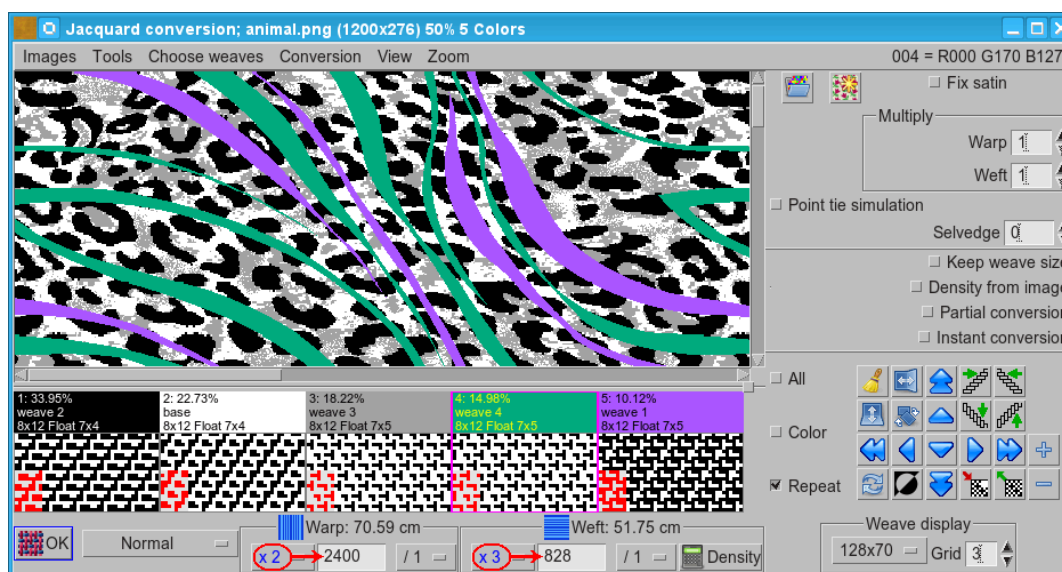 Jacquard conversion; animal.png (1200x276) 50% 5 Colors
Images Tools Choose weaves Conversion View Zoom 004 = R000 G170 B127
Fix satin
Multiply
Warp 1
Weft 1
Point tie simulation
Selvedge 0
Keep weave size
Density from image
Partial conversion
Instant conversion
All
Color
Repeat
1: 33.95%
weave 2
8x12 Float 7x4
2: 22.73%
base
8x12 Float 7x4
3: 18.22%
weave 3
8x12 Float 7x5
4: 14.98%
weave 4
8x12 Float 7x5
5: 10.12%
weave 1
8x12 Float 7x5
OK
Normal
Warp: 70.59 cm
x 2 2400 / 1
Weft: 51.75 cm
x 3 828 / 1
Density
Weave display
128x70 Grid 3